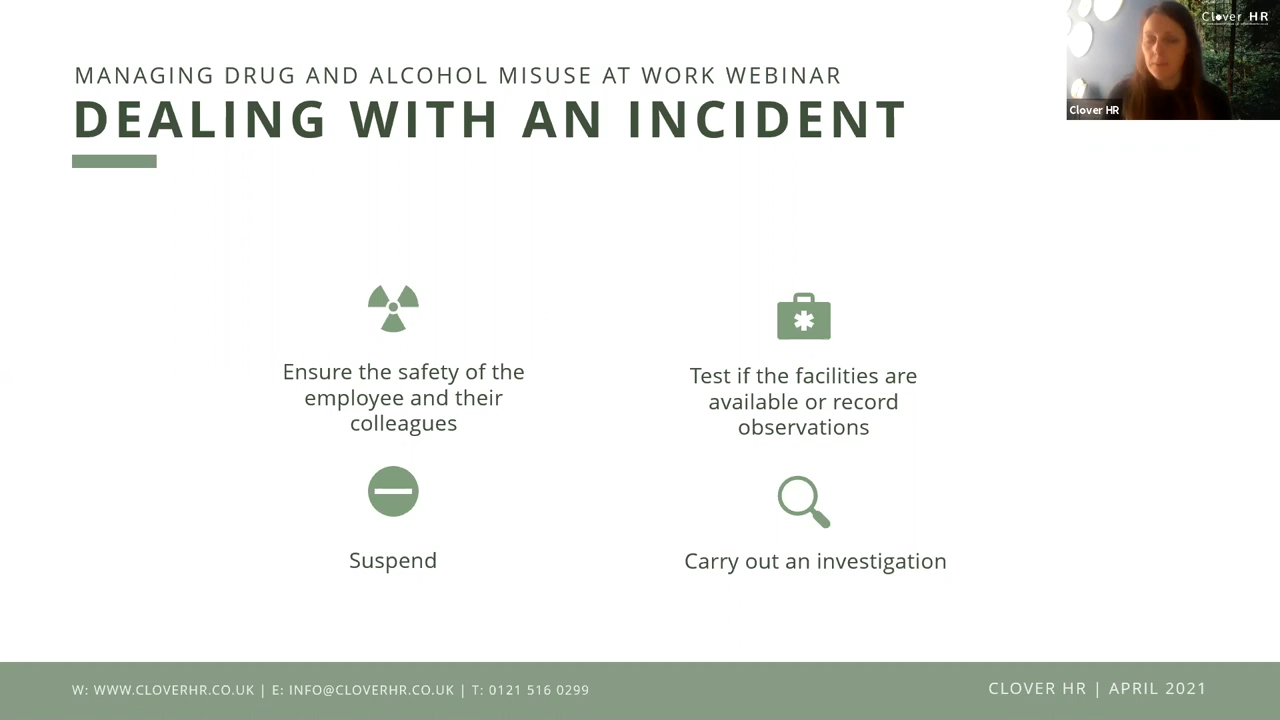 Clover HR
Clover HR
MANAGING DRUG AND ALCOHOL MISUSE AT WORK WEBINAR
DEALING WITH AN INCIDENT
Ensure the safety of the
employee and their
colleagues
Test if the facilities are
available or record
observations
Suspend
Carry out an investigation
W: WWW.CLOVERHR.CO.UK | E: INFO@CLOVERHR.CO.UK | T: 0121 516 0299
CLOVER HR | APRIL 2021